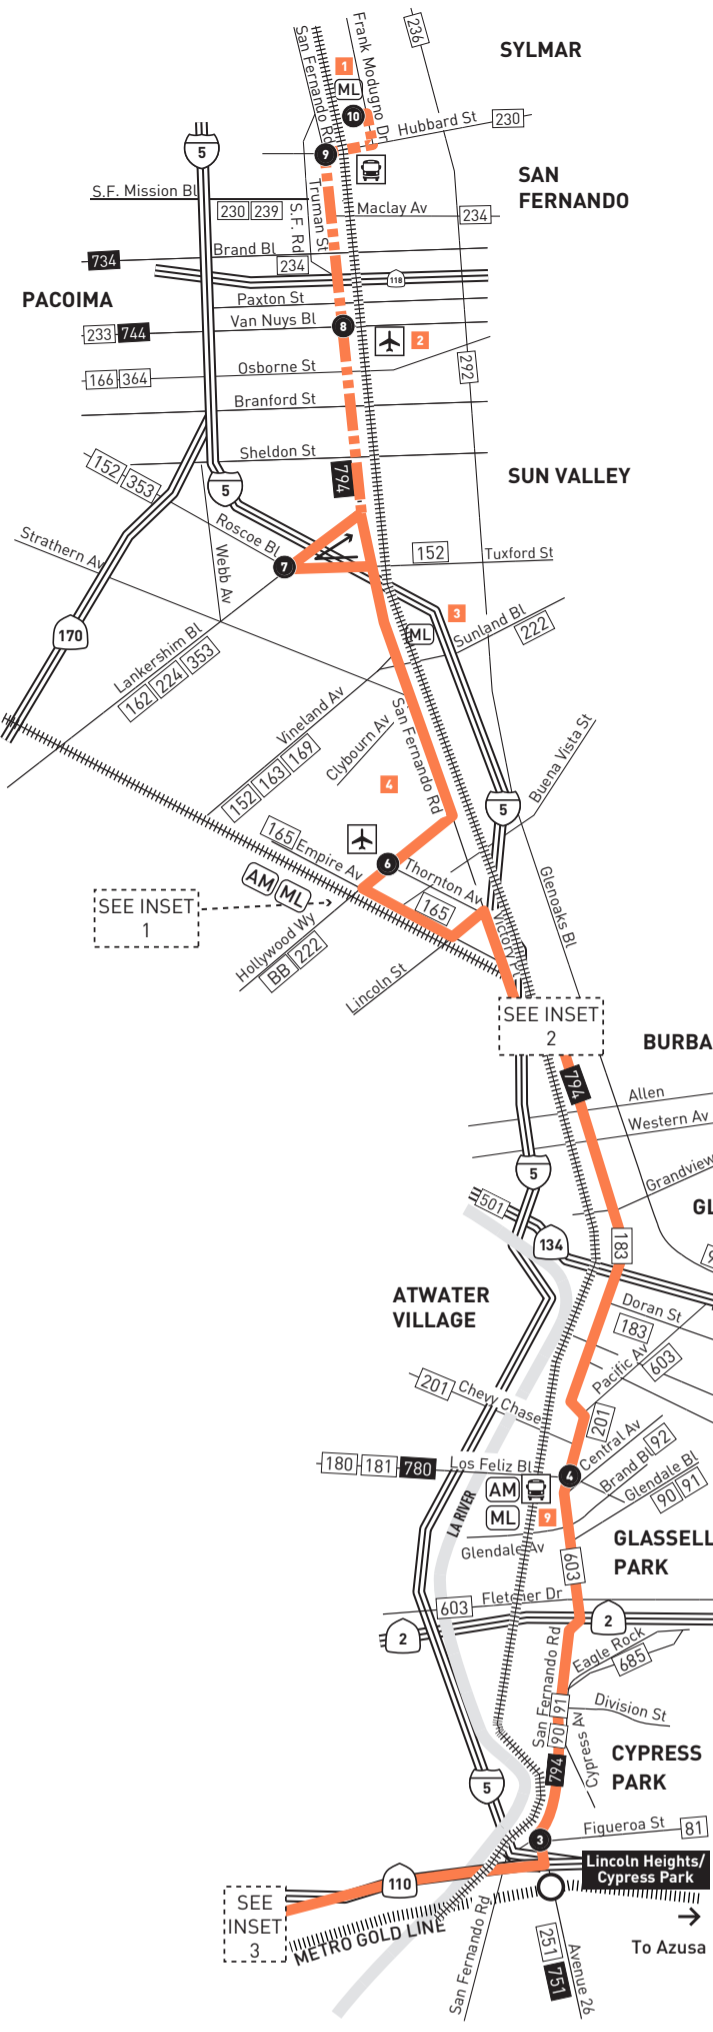 SYLMAR
San Fernando Rd
Frank Modugno Dr
236
1
ML
10
Hubbard St
230
5
9
SAN
FERNANDO
S.F. Mission Bl
230 239
S.F. Rd
Truman St
Maclay Av
234
734
Brand Bl
234
118
PACOIMA
Paxton St
Van Nuys Bl
233 744
8
2
166 364
Osborne St
292
Branford St
Sheldon St
794
SUN VALLEY
152 353
5
Roscoe Bl
Strathern Av
Webb Av
7
152
Tuxford St
170
3
ML
Sunland Bl
222
Lankershim Bl
162 224 353
Vineland Av
152 163 169
Clybourn Av
San Fernando Rd
4
Buena Vista St
5
165
Empire Av
6
Thornton Av
165
AM ML
SEE INSET
1
Hollywood Wy
BB 222
Lincoln St
Victory Pl
Glenoaks Bl
SEE INSET
2
BURBA
794
Allen
Western Av
5
Grandview
501
GL
134
183
9
ATWATER
VILLAGE
Doran St
183
Pacific Av
603
201
Chevy Chase
201
Central Av
180 181 780
Los Feliz Bl
4
Brand Bl
92
Glendale Bl
90 91
AM
ML
9
LA RIVER
Glendale Av
GLASSELL
PARK
603
Fletcher Dr
603
2
2
San Fernando Rd
Eagle Rock
685
90 91
Division St
Cypress Av
CYPRESS
PARK
794
5
3
Figueroa St
81
Lincoln Heights/
Cypress Park
110
SEE
INSET
3
METRO GOLD LINE
San Fernando Rd
251
751
Avenue 26
To Azusa